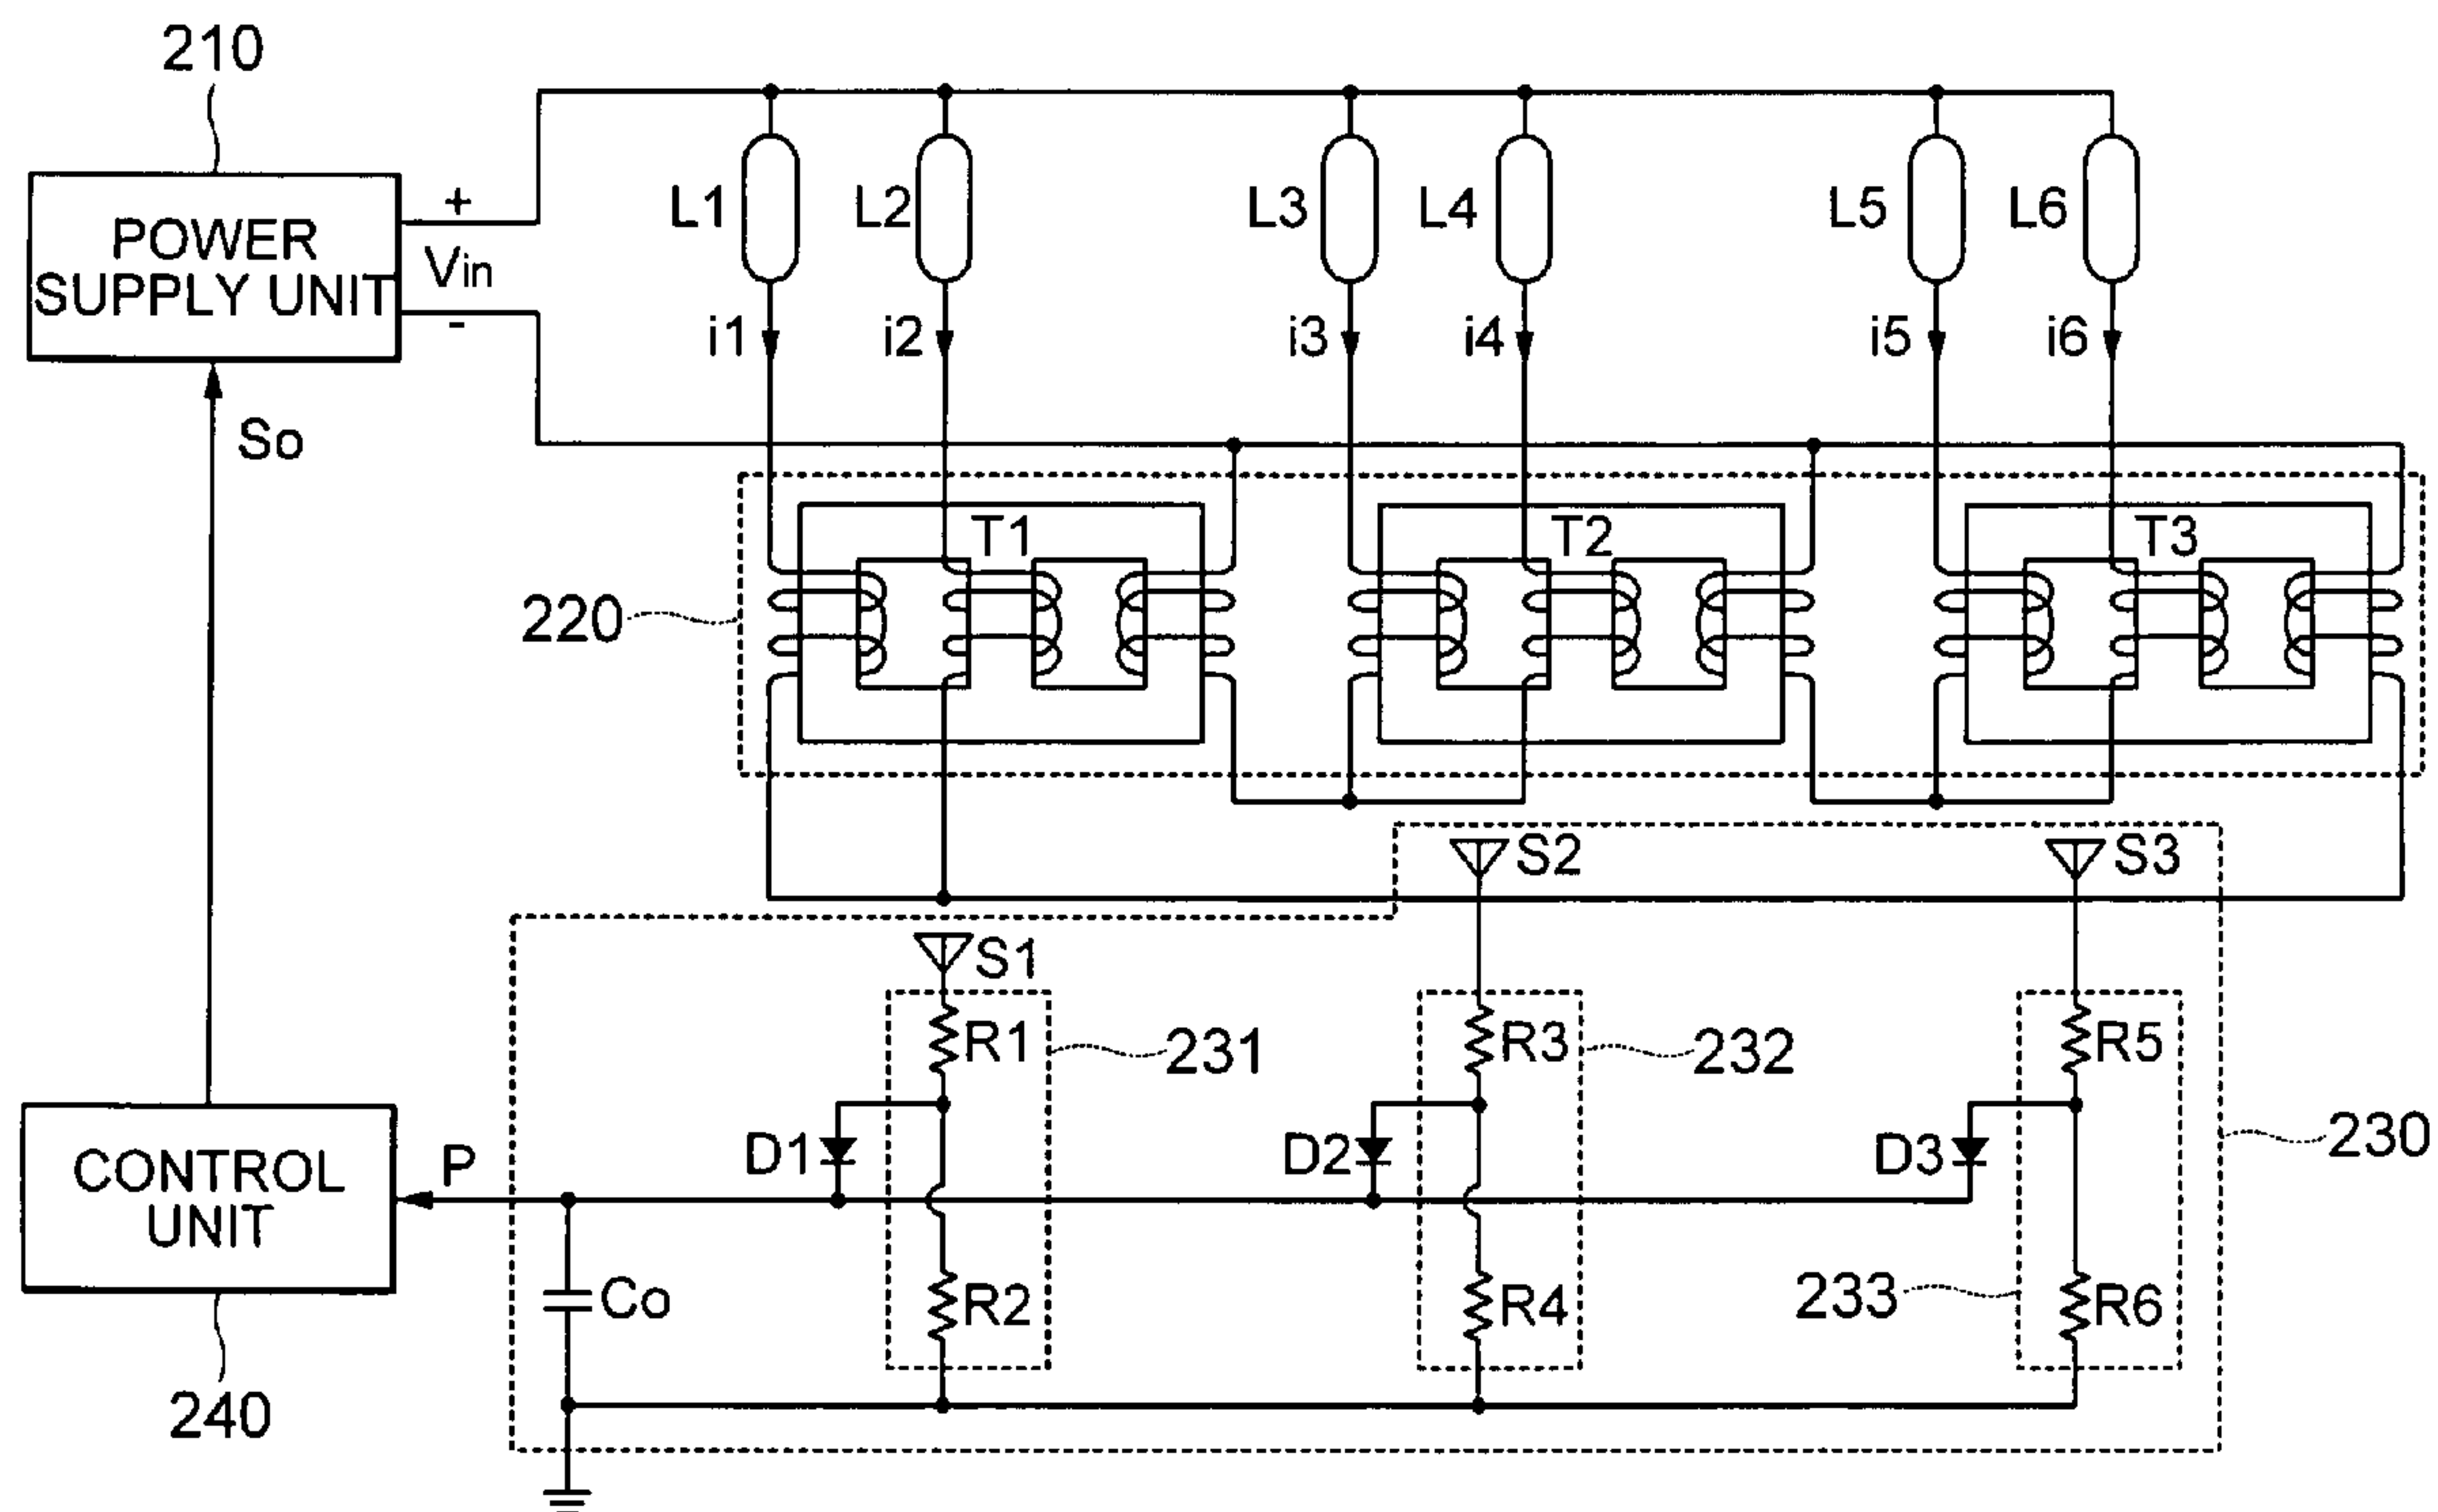 210
POWER
SUPPLY UNIT
+
Vin
-
So
L1 L2 L3 L4 L5 L6
i1 i2 i3 i4 i5 i6
T1 T2 T3
220
S2 S3
S1
R1 231 R3 232 R5
D1 D2 D3 230
CONTROL
UNIT
P
Co R2 R4 233 R6
240